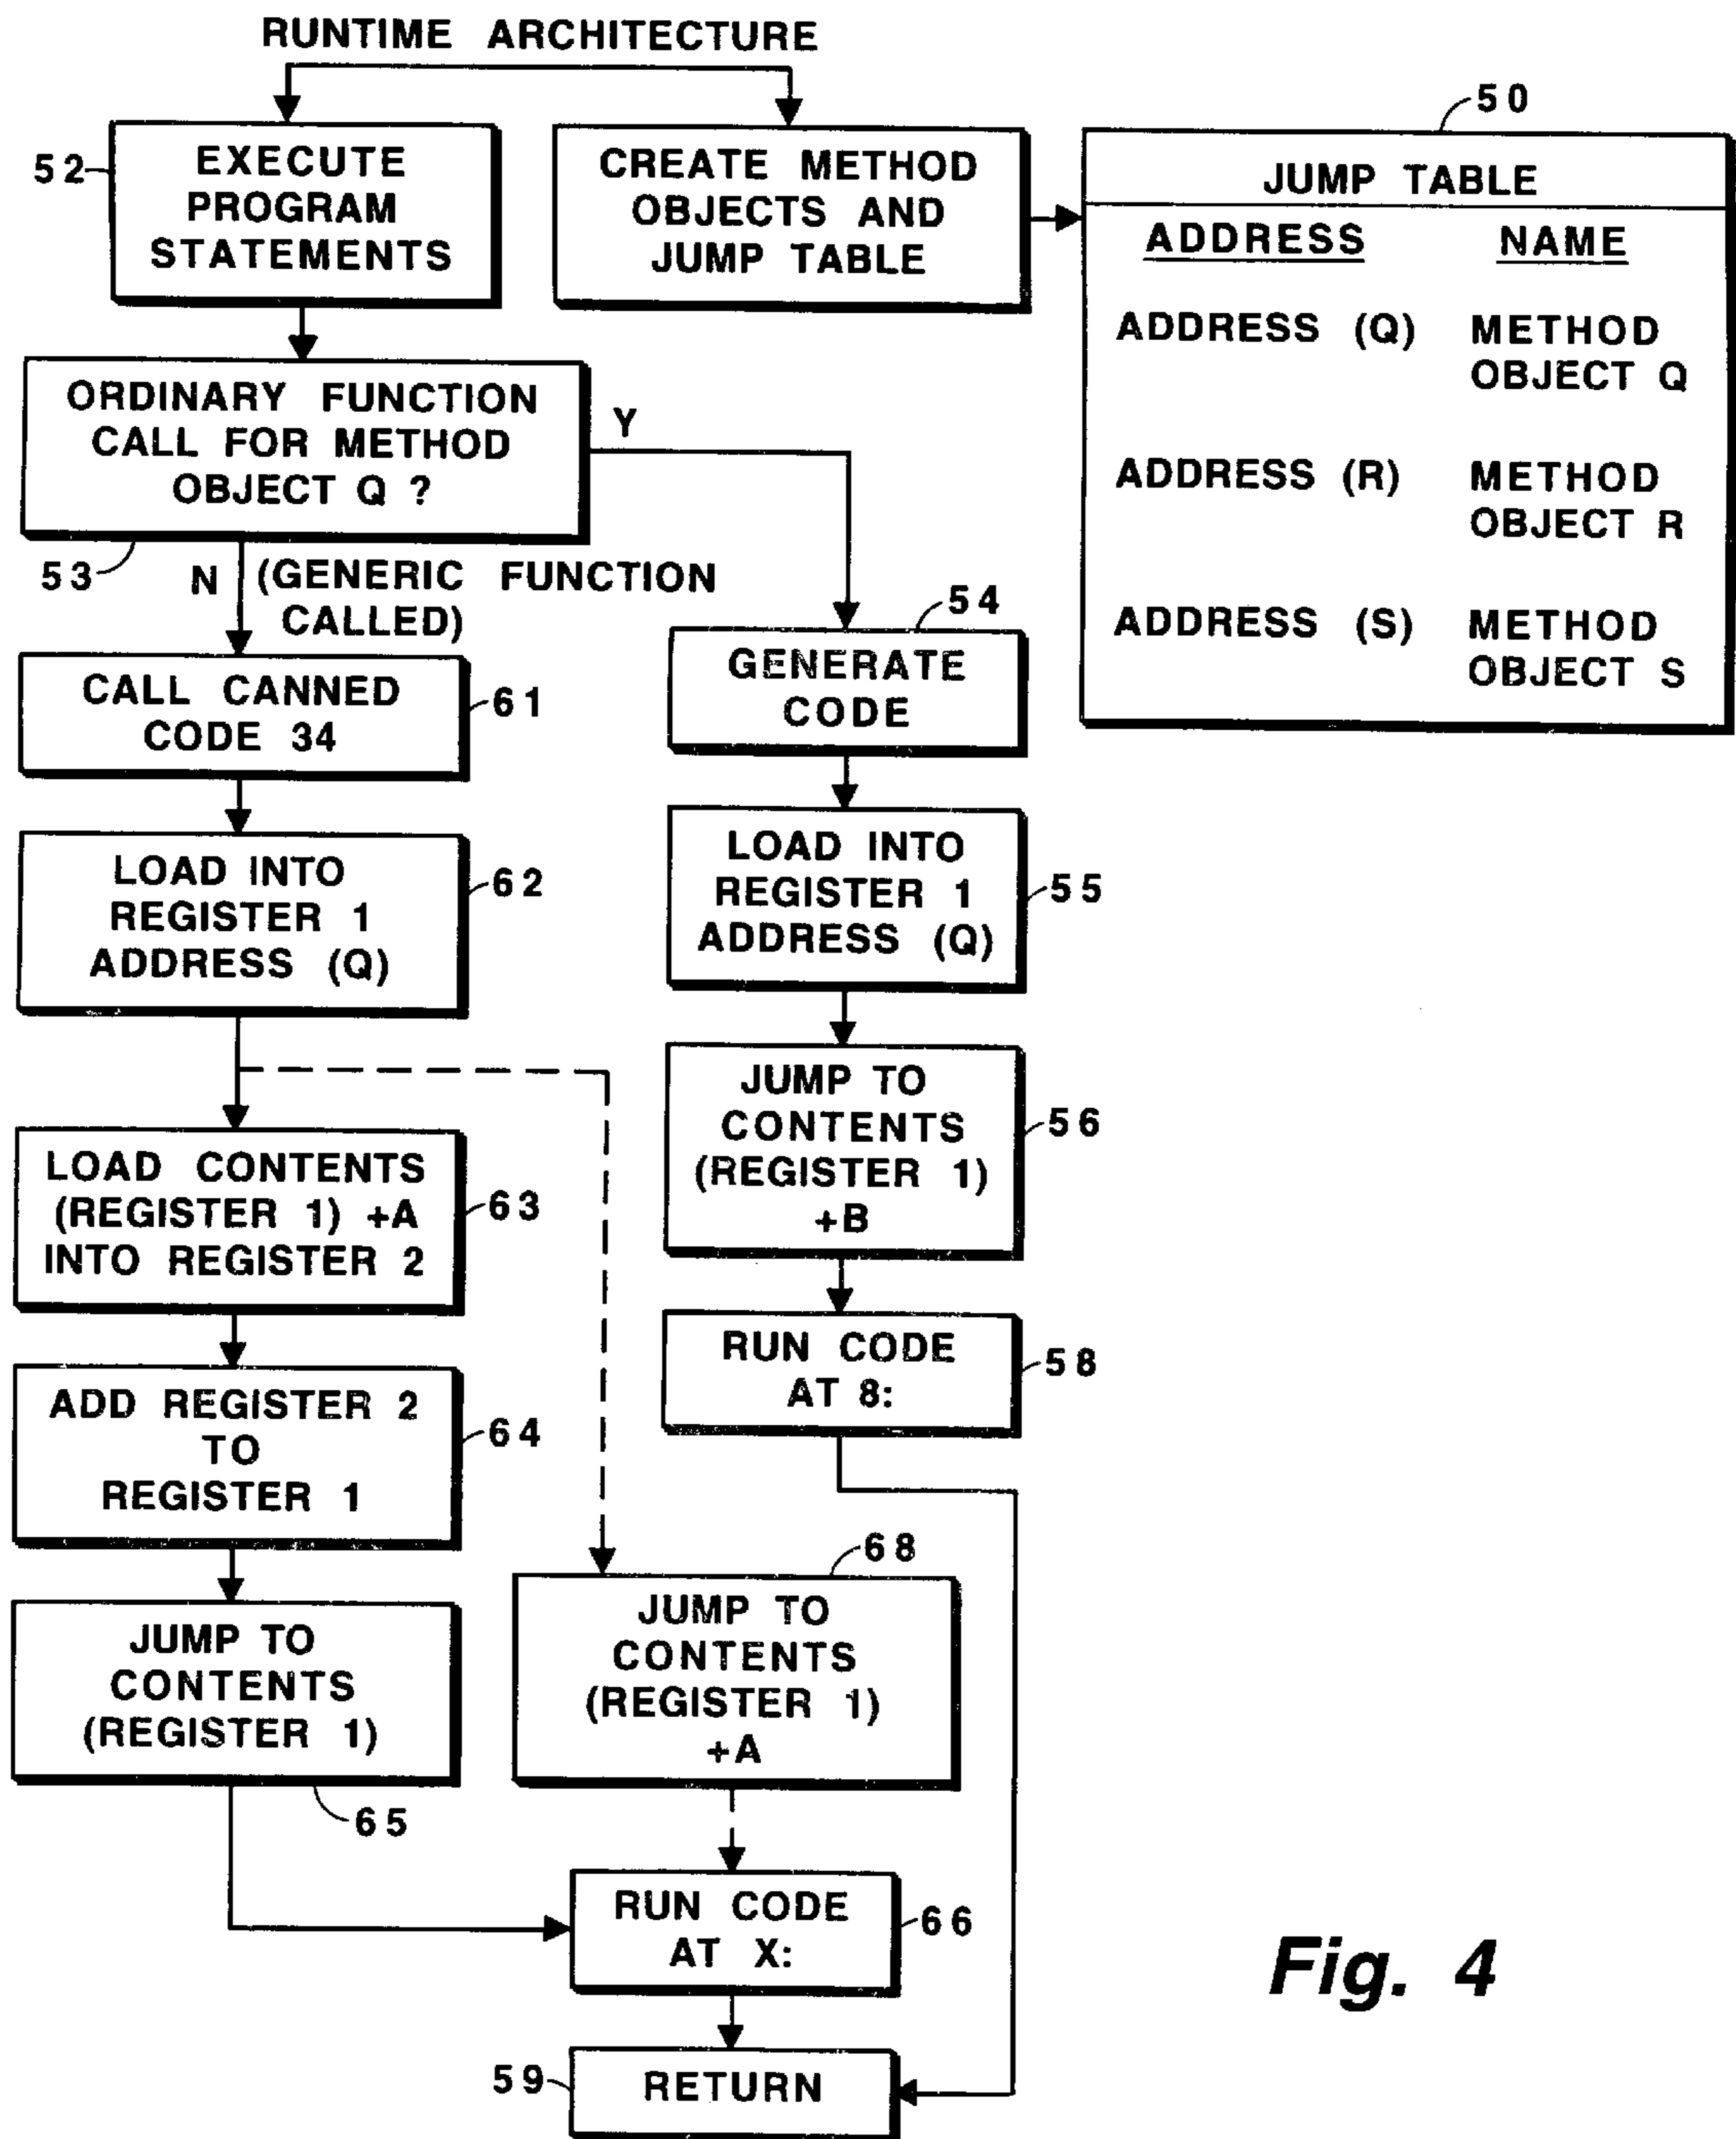 RUNTIME ARCHITECTURE
52
EXECUTE
PROGRAM
STATEMENTS
CREATE METHOD
OBJECTS AND
JUMP TABLE
50
JUMP TABLE
ADDRESS NAME
ADDRESS (Q) METHOD
OBJECT Q
ADDRESS (R) METHOD
OBJECT R
ADDRESS (S) METHOD
OBJECT S
ORDINARY FUNCTION
CALL FOR METHOD
OBJECT Q ?
Y
53
N (GENERIC FUNCTION
CALLED)
54
GENERATE
CODE
CALL CANNED
CODE 34
61
LOAD INTO
REGISTER 1
ADDRESS (Q)
62
LOAD INTO
REGISTER 1
ADDRESS (Q)
55
JUMP TO
CONTENTS
(REGISTER 1)
+B
56
LOAD CONTENTS
(REGISTER 1) +A
INTO REGISTER 2
63
RUN CODE
AT 8:
58
ADD REGISTER 2
TO
REGISTER 1
64
68
JUMP TO
CONTENTS
(REGISTER 1)
+A
JUMP TO
CONTENTS
(REGISTER 1)
65
RUN CODE
AT X:
66
59
RETURN
Fig. 4